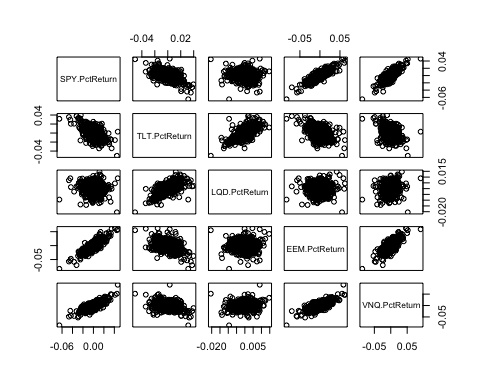 -0.04 0.02
-0.05 0.05
SPY.PctReturn
-0.06 0.04
-0.04 0.04
TLT.PctReturn
LQD.PctReturn
-0.020 0.015
-0.05
EEM.PctReturn
VNQ.PctReturn
-0.05
-0.06 0.00
-0.020 0.005
-0.05 0.05